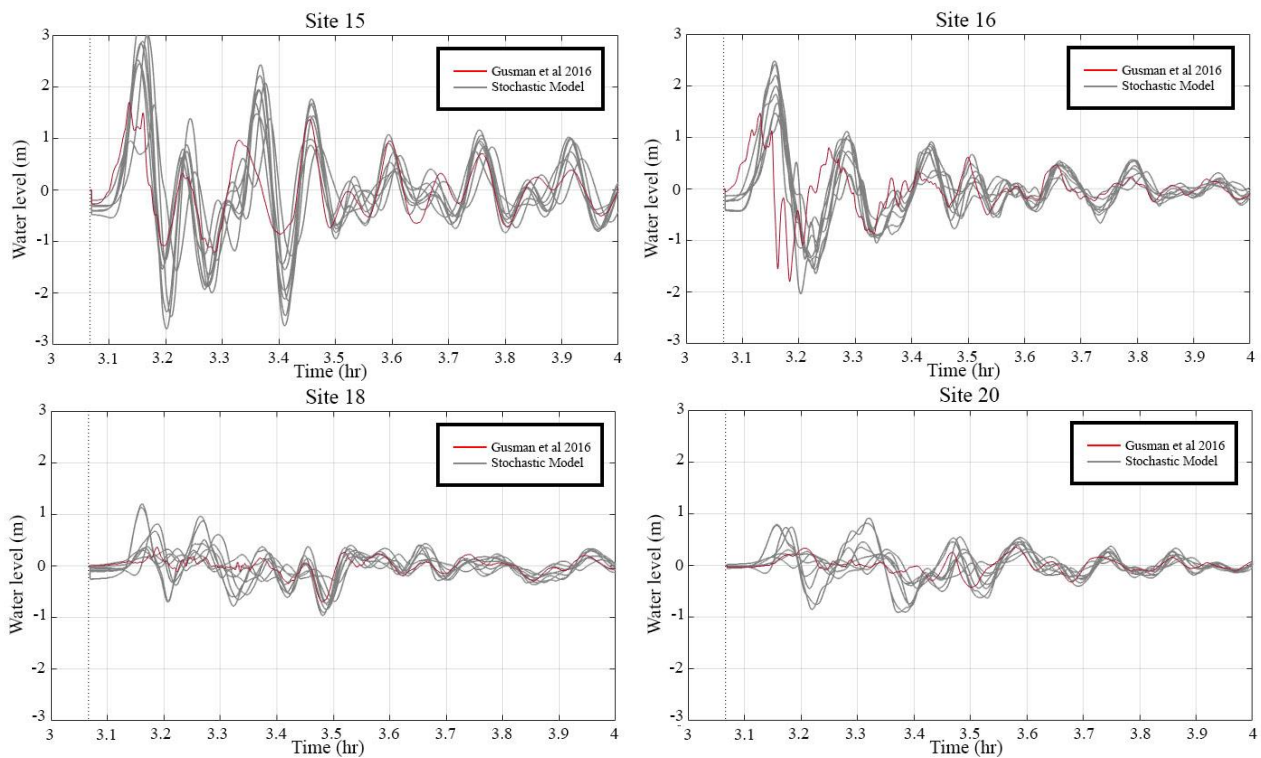 Site 15
3
2
1
0
-1
-2
-3
Water level (m)
Gusman et al 2016
Stochastic Model
3 3.1 3.2 3.3 3.4 3.5 3.6 3.7 3.8 3.9 4
Time (hr)
Site 16
3
2
1
0
-1
-2
-3
Water level (m)
Gusman et al 2016
Stochastic Model
3 3.1 3.2 3.3 3.4 3.5 3.6 3.7 3.8 3.9 4
Time (hr)
Site 18
3
2
1
0
-1
-2
-3
Water level (m)
Gusman et al 2016
Stochastic Model
3 3.1 3.2 3.3 3.4 3.5 3.6 3.7 3.8 3.9 4
Time (hr)
Site 20
3
2
1
0
-1
-2
-3
Water level (m)
Gusman et al 2016
Stochastic Model
3 3.1 3.2 3.3 3.4 3.5 3.6 3.7 3.8 3.9 4
Time (hr)